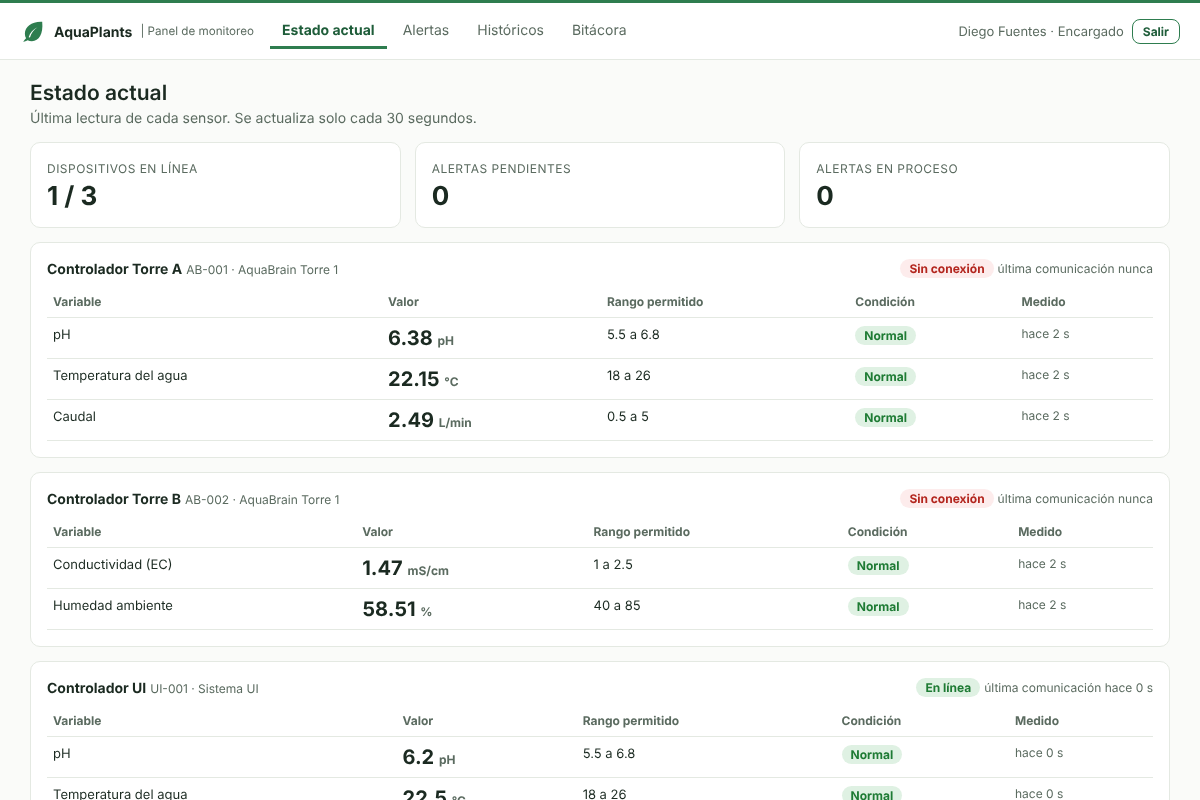 AquaPlants | Panel de monitoreo Estado actual Alertas Históricos Bitácora Diego Fuentes · Encargado Salir
Estado actual
Última lectura de cada sensor. Se actualiza solo cada 30 segundos.
DISPOSITIVOS EN LÍNEA ALERTAS PENDIENTES ALERTAS EN PROCESO
1 / 3 0 0
Controlador Torre A AB-001 · AquaBrain Torre 1 Sin conexión última comunicación nunca
Variable Valor Rango permitido Condición Medido
pH 6.38 pH 5.5 a 6.8 Normal hace 2 s
Temperatura del agua 22.15 °C 18 a 26 Normal hace 2 s
Caudal 2.49 L/min 0.5 a 5 Normal hace 2 s
Controlador Torre B AB-002 · AquaBrain Torre 1 Sin conexión última comunicación nunca
Variable Valor Rango permitido Condición Medido
Conductividad (EC) 1.47 mS/cm 1 a 2.5 Normal hace 2 s
Humedad ambiente 58.51 % 40 a 85 Normal hace 2 s
Controlador UI UI-001 · Sistema UI En línea última comunicación hace 0 s
Variable Valor Rango permitido Condición Medido
pH 6.2 pH 5.5 a 6.8 Normal hace 0 s
Temperatura del agua 22.5 °C 18 a 26 Normal hace 0 s